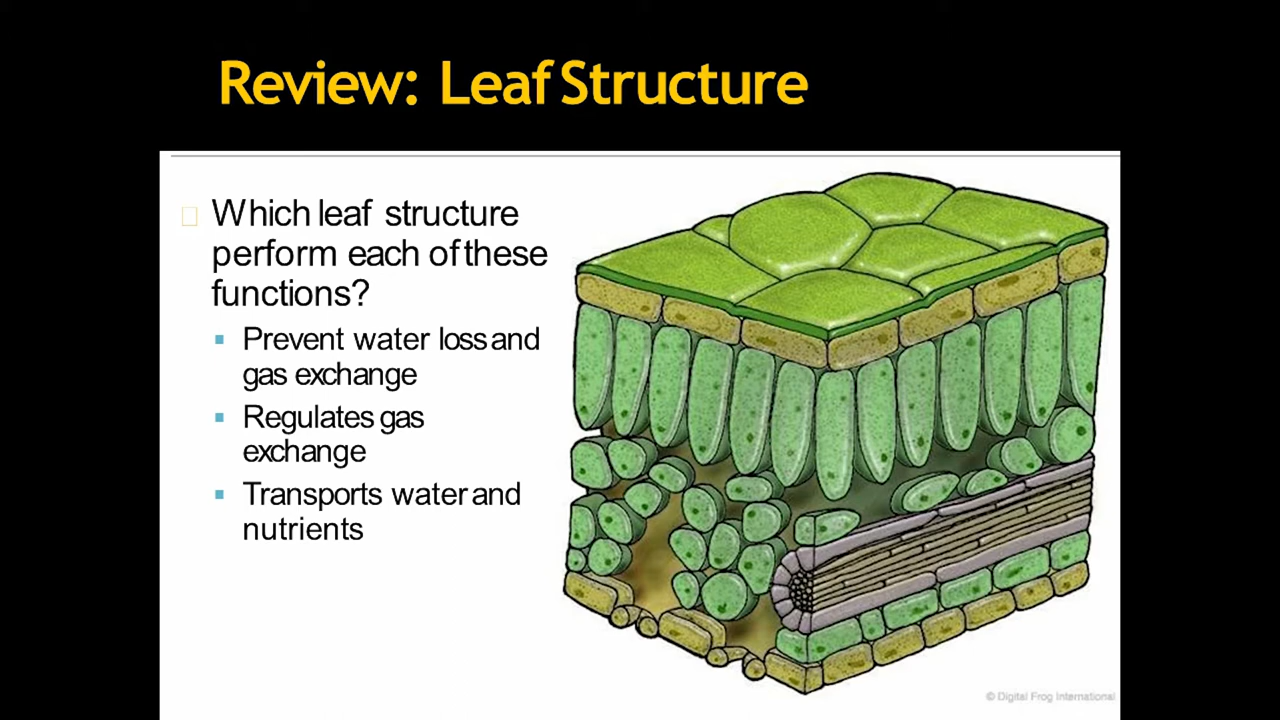 Review: Leaf Structure
Which leaf structure
perform each of these
functions?
Prevent water loss and
gas exchange
Regulates gas
exchange
Transports water and
nutrients
© Digital Frog International